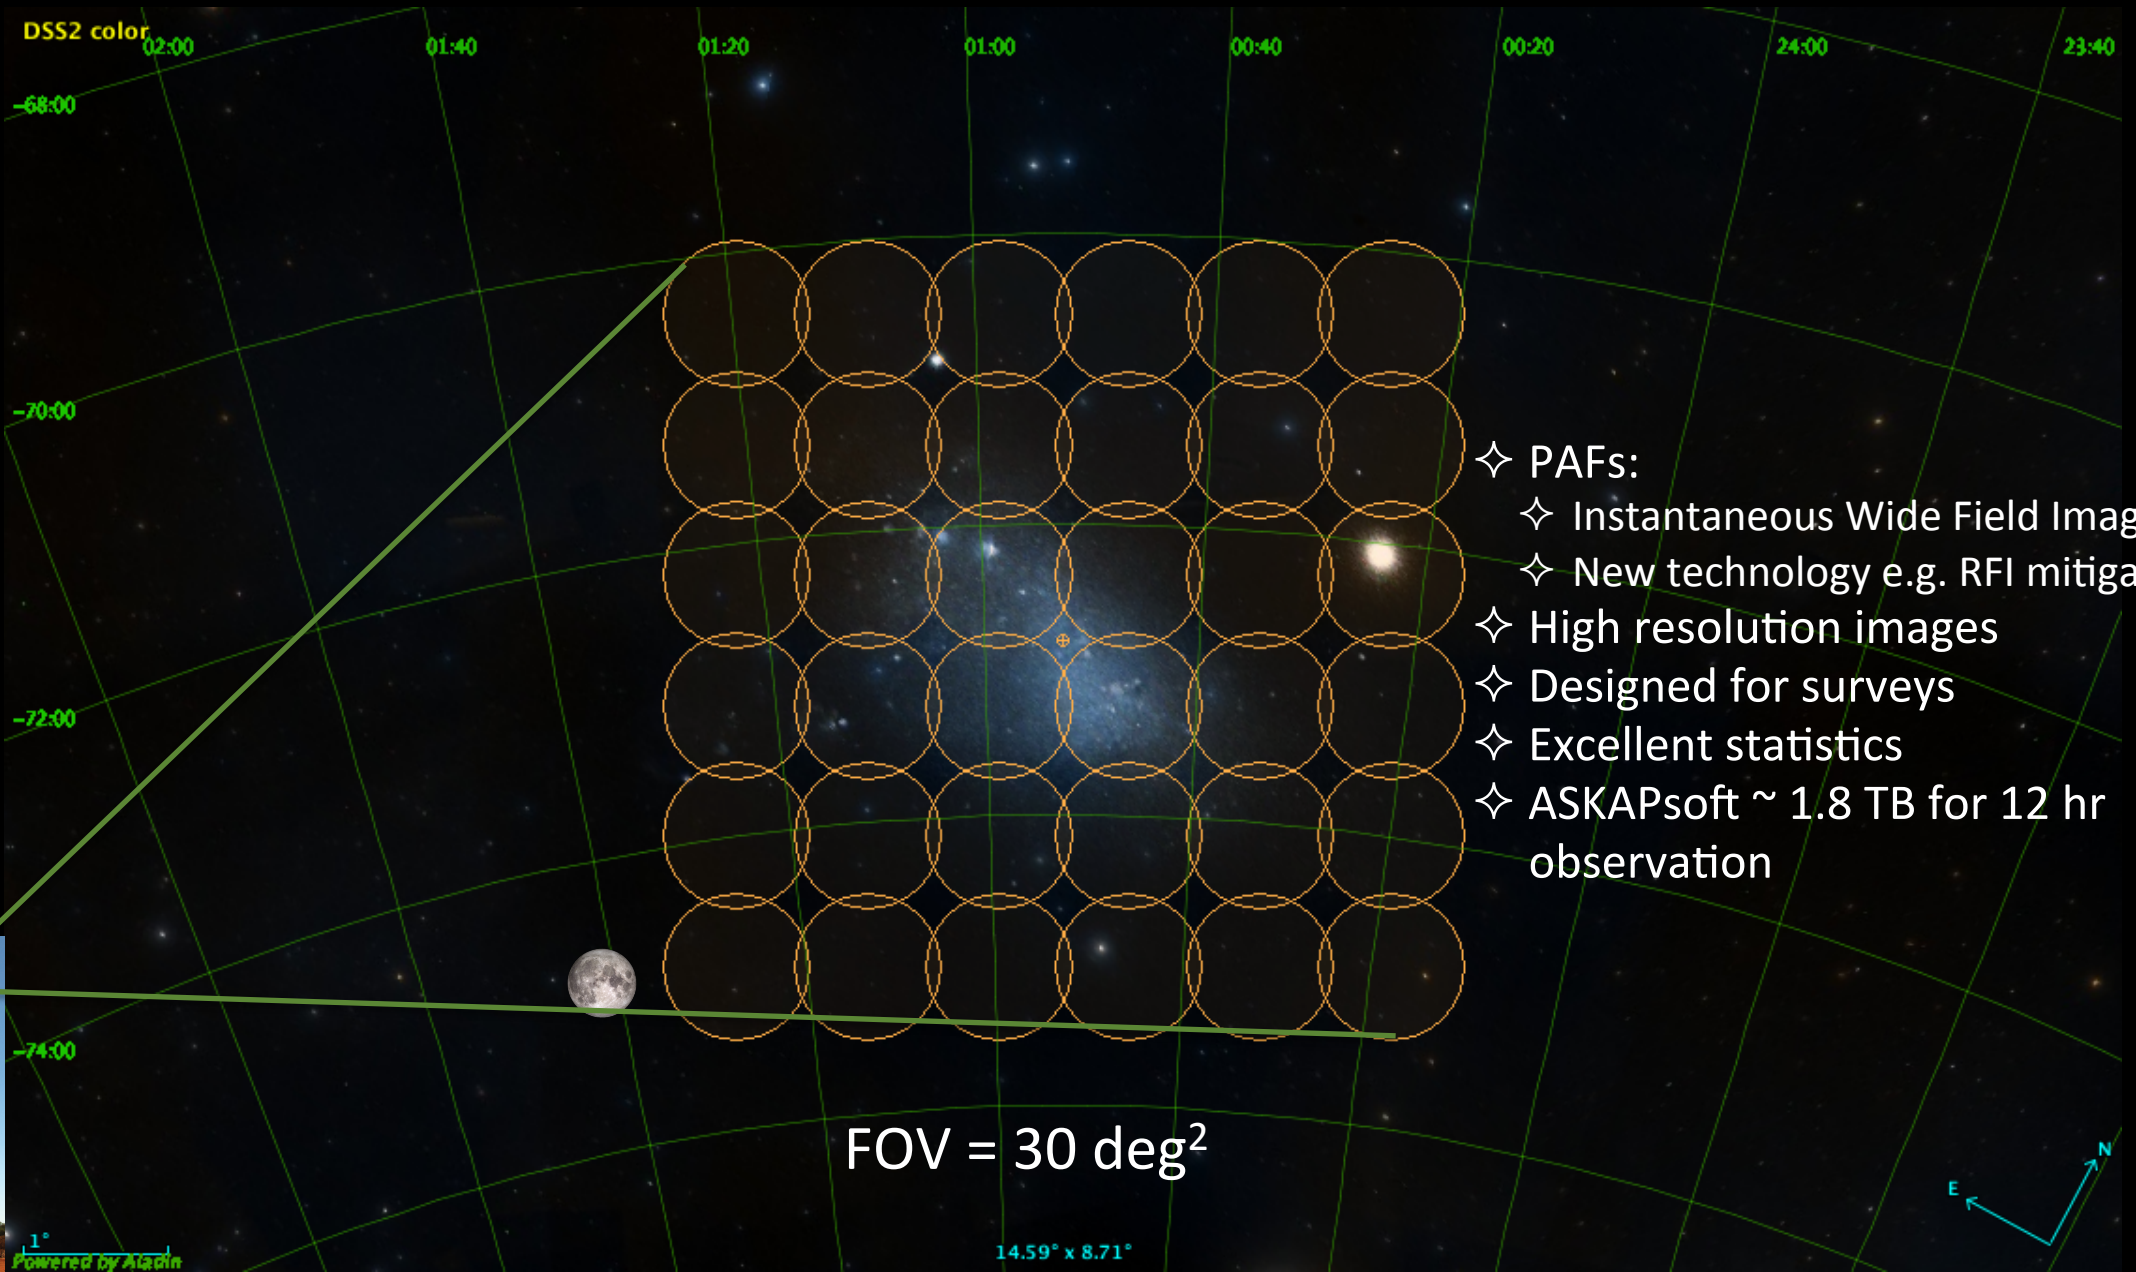 DSS2 color
02:00 01:40 01:20 01:00 00:40 00:20 24:00 23:40
-68:00
-70:00
✧ PAFs:
✧ Instantaneous Wide Field Imag
✧ New technology e.g. RFI mitiga
✧ High resolution images
✧ Designed for surveys
-72:00
✧ Excellent statistics
✧ ASKAPsoft ~ 1.8 TB for 12 hr
observation
-74:00
FOV = 30 deg²
N
E
1°
14.59° x 8.71°
Powered by Aladin